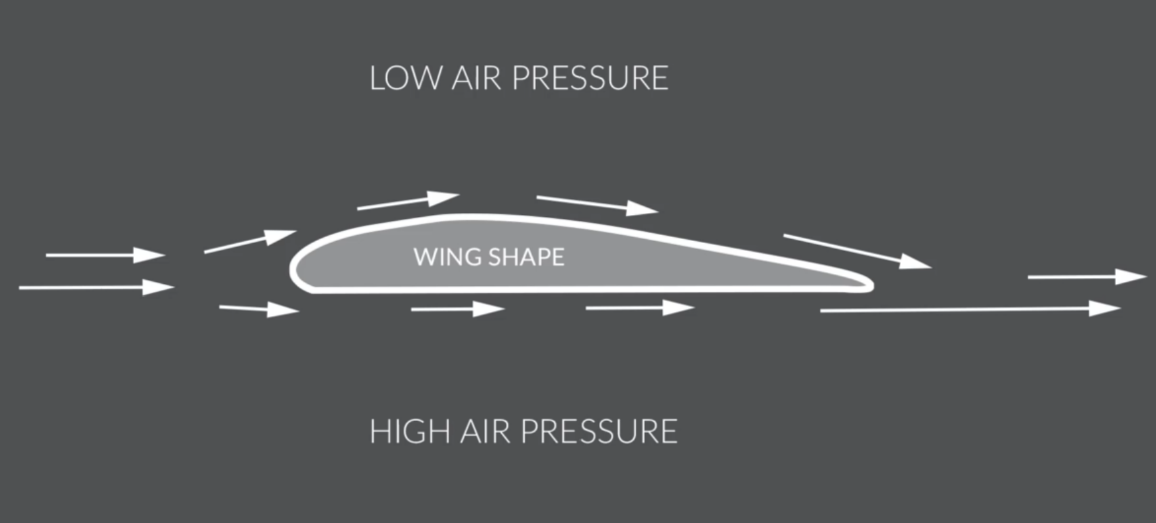 LOW AIR PRESSURE
WING SHAPE
HIGH AIR PRESSURE